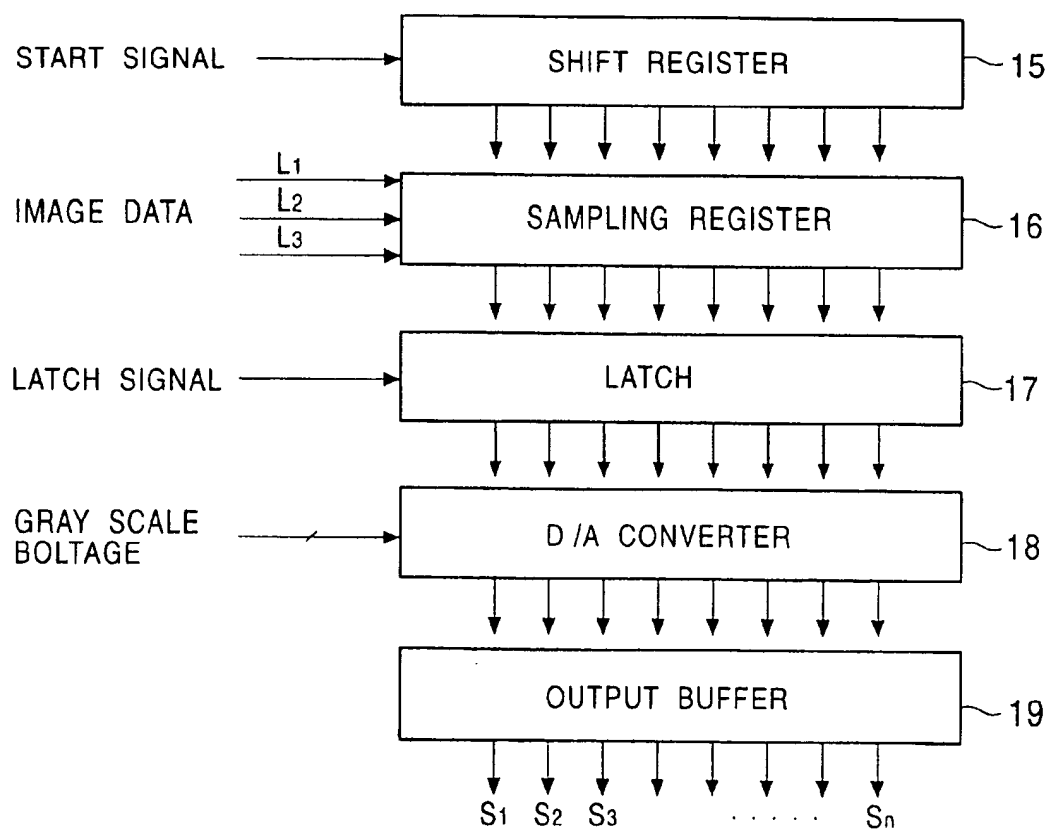 START SIGNAL
SHIFT REGISTER
15
IMAGE DATA
L1
L2
L3
SAMPLING REGISTER
16
LATCH SIGNAL
LATCH
17
GRAY SCALE
BOLTAGE
D/A CONVERTER
18
OUTPUT BUFFER
19
S1 S2 S3 ····· Sn